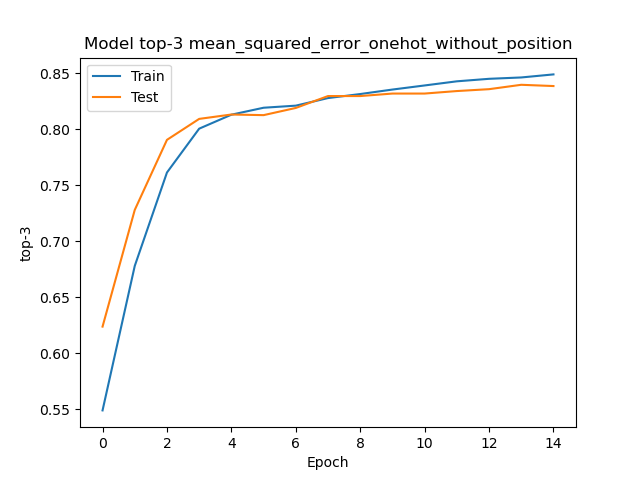 Model top-3 mean_squared_error_onehot_without_position
Train
Test
top-3
0.85
0.80
0.75
0.70
0.65
0.60
0.55
0 2 4 6 8 10 12 14
Epoch